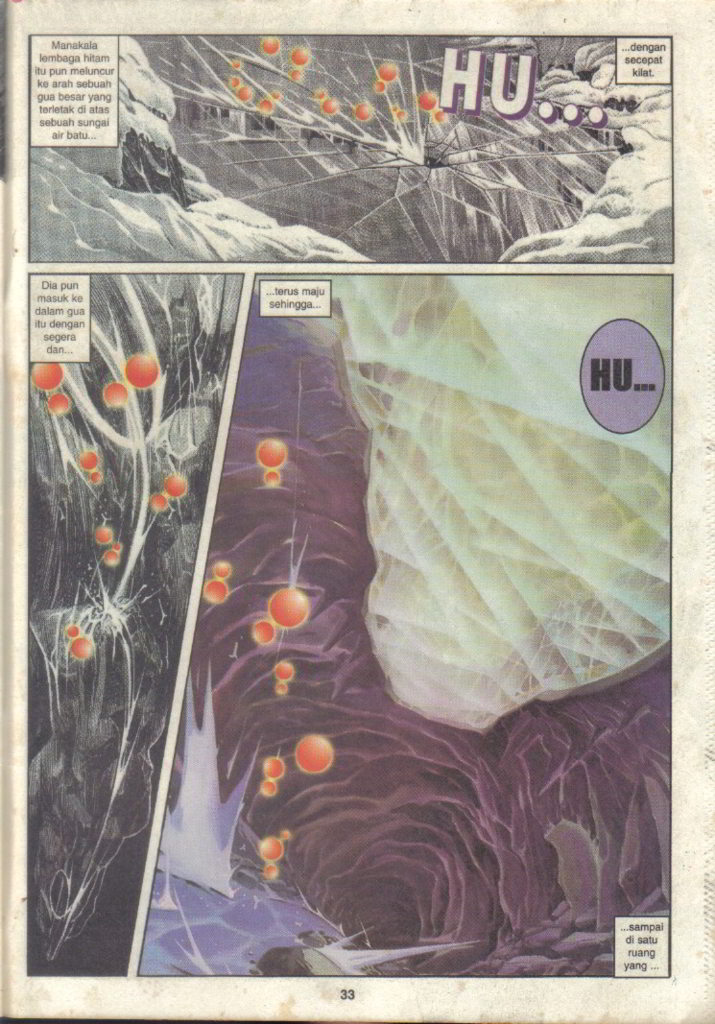 Manakala
lembaga hitam
itu pun meluncur
ke arah sebuah
gua besar yang
terletak di atas
sebuah sungai
air batu...
HU...
...dengan
secepat
kilat.
Dia pun
masuk ke
dalam gua
itu dengan
segera
dan...
...terus maju
sehingga...
HU...
...sampai
di satu
ruang
yang ...
33